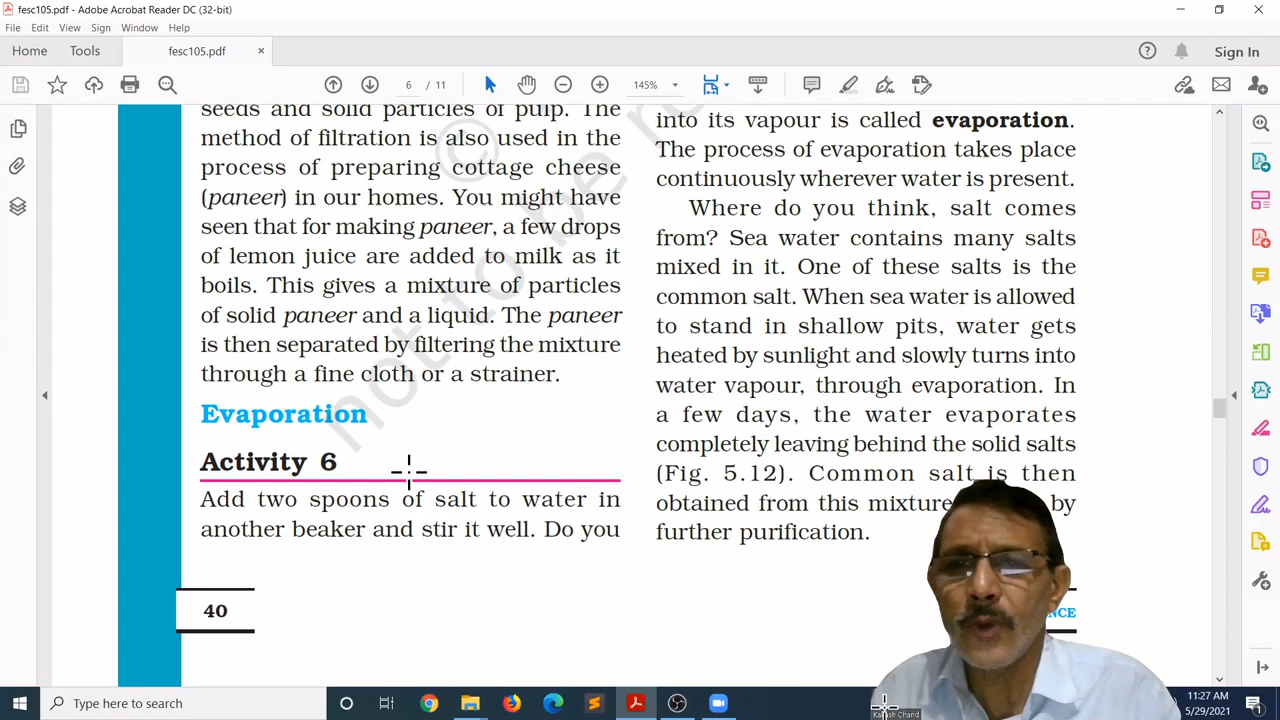 fesc105.pdf - Adobe Acrobat Reader DC (32-bit)
File Edit View Sign Window Help
Home Tools fesc105.pdf × Sign In
6 / 11 145%
seeds and solid particles of pulp. The
method of filtration is also used in the
process of preparing cottage cheese
(paneer) in our homes. You might have
seen that for making paneer, a few drops
of lemon juice are added to milk as it
boils. This gives a mixture of particles
of solid paneer and a liquid. The paneer
is then separated by filtering the mixture
through a fine cloth or a strainer.
Evaporation
Activity 6
Add two spoons of salt to water in
another beaker and stir it well. Do you
40
into its vapour is called evaporation.
The process of evaporation takes place
continuously wherever water is present.
Where do you think, salt comes
from? Sea water contains many salts
mixed in it. One of these salts is the
common salt. When sea water is allowed
to stand in shallow pits, water gets
heated by sunlight and slowly turns into
water vapour, through evaporation. In
a few days, the water evaporates
completely leaving behind the solid salts
(Fig. 5.12). Common salt is then
obtained from this mixture by
further purification.
© not to be re
Type here to search
Chand
11:27 AM
5/29/2021